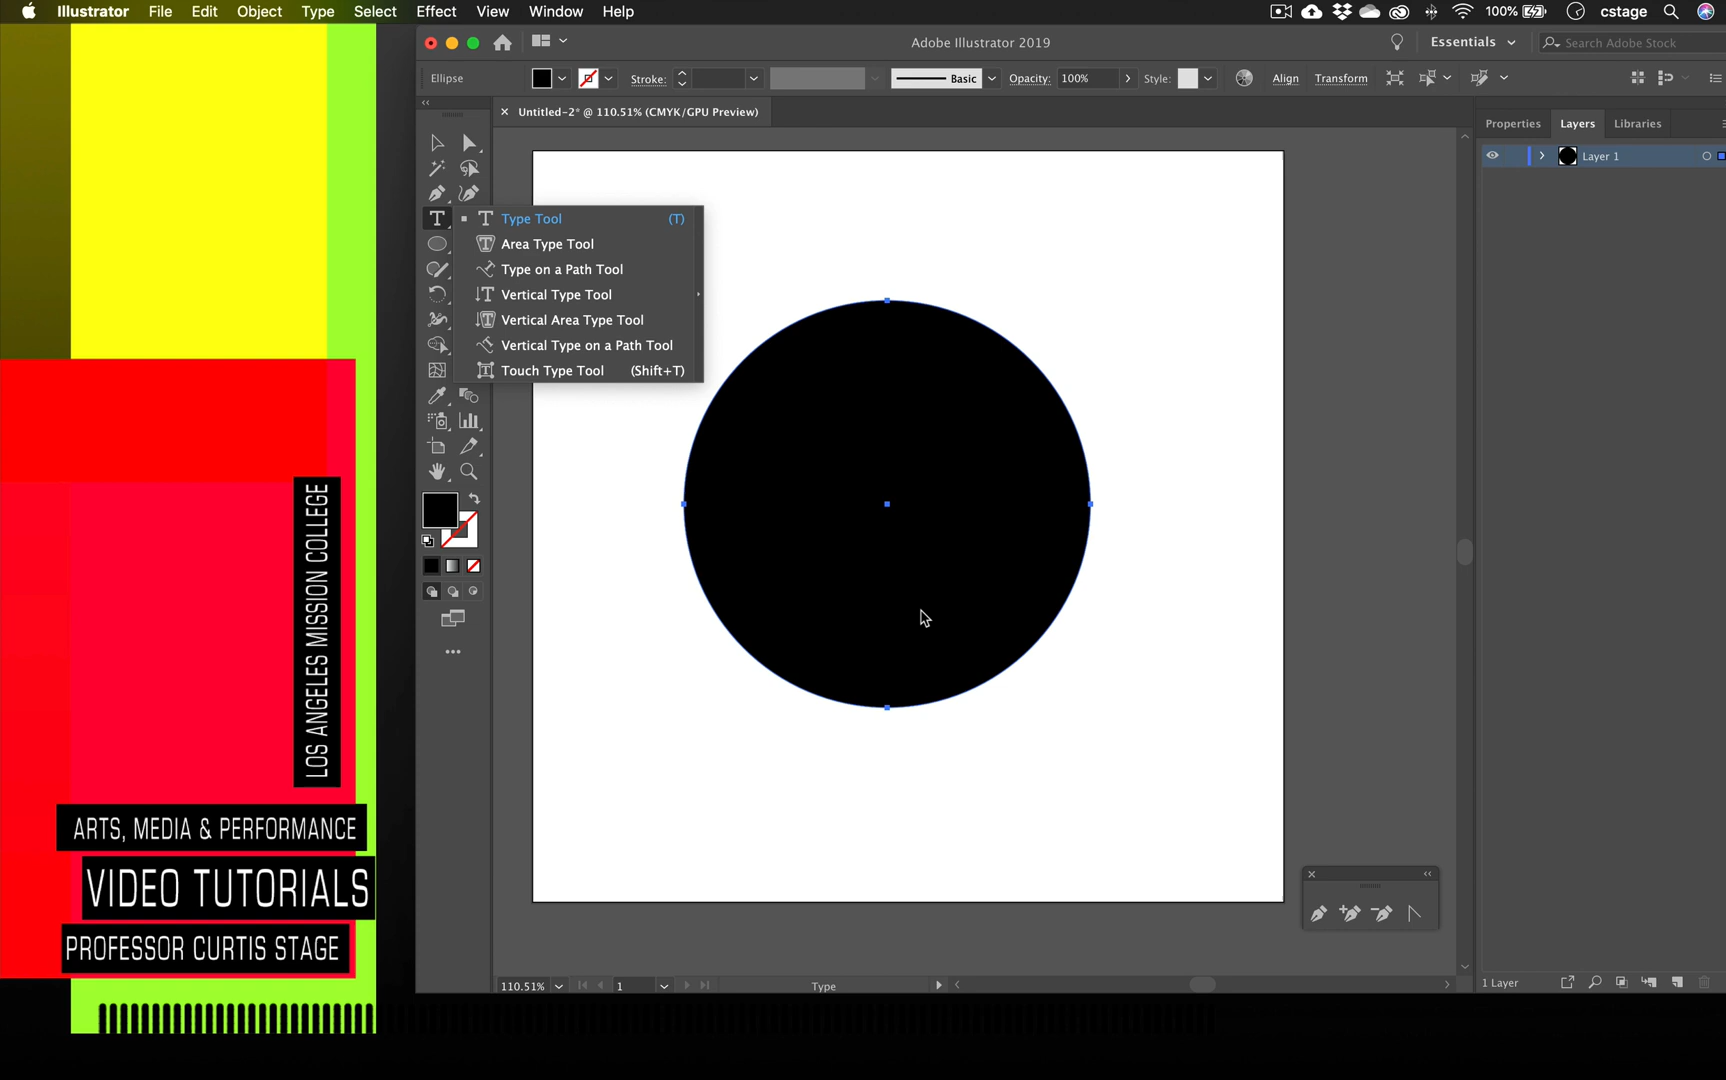 Illustrator File Edit Object Type Select Effect View Window Help
100% cstage
Adobe Illustrator 2019
Essentials
Search Adobe Stock
Ellipse Stroke: Basic Opacity: 100% Style: Align Transform
Untitled-2* @ 110.51% (CMYK/GPU Preview)
Properties Layers Libraries
Layer 1
Type Tool (T)
Area Type Tool
Type on a Path Tool
Vertical Type Tool
Vertical Area Type Tool
Vertical Type on a Path Tool
Touch Type Tool (Shift+T)
LOS ANGELES MISSION COLLEGE
ARTS, MEDIA & PERFORMANCE
VIDEO TUTORIALS
PROFESSOR CURTIS STAGE
110.51% 1 Type
1 Layer